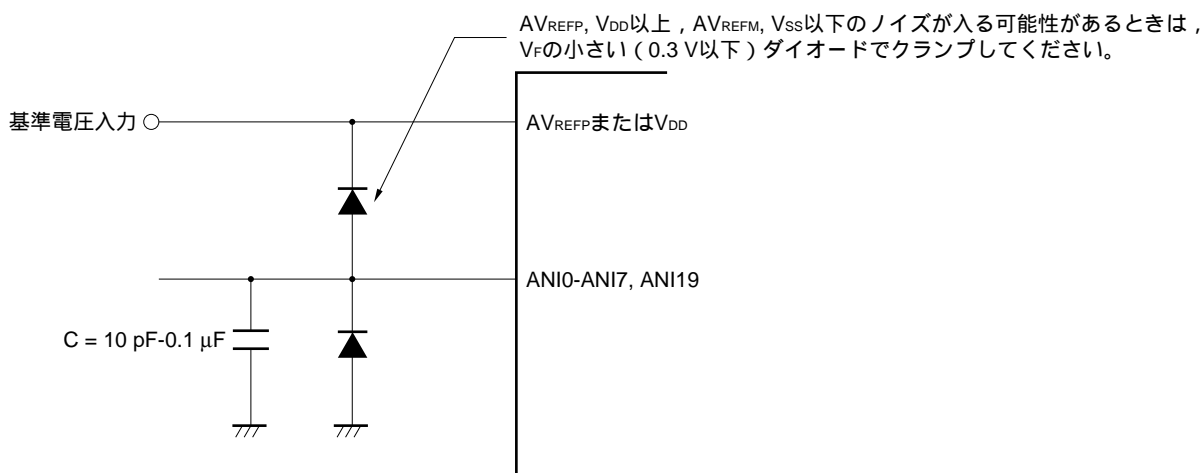 AVREFP, VDD以上，AVREFM, VSS以下のノイズが入る可能性があるときは，
VFの小さい（0.3 V以下）ダイオードでクランプしてください。
基準電圧入力
AVREFPまたはVDD
ANI0-ANI7, ANI19
C = 10 pF-0.1 μF